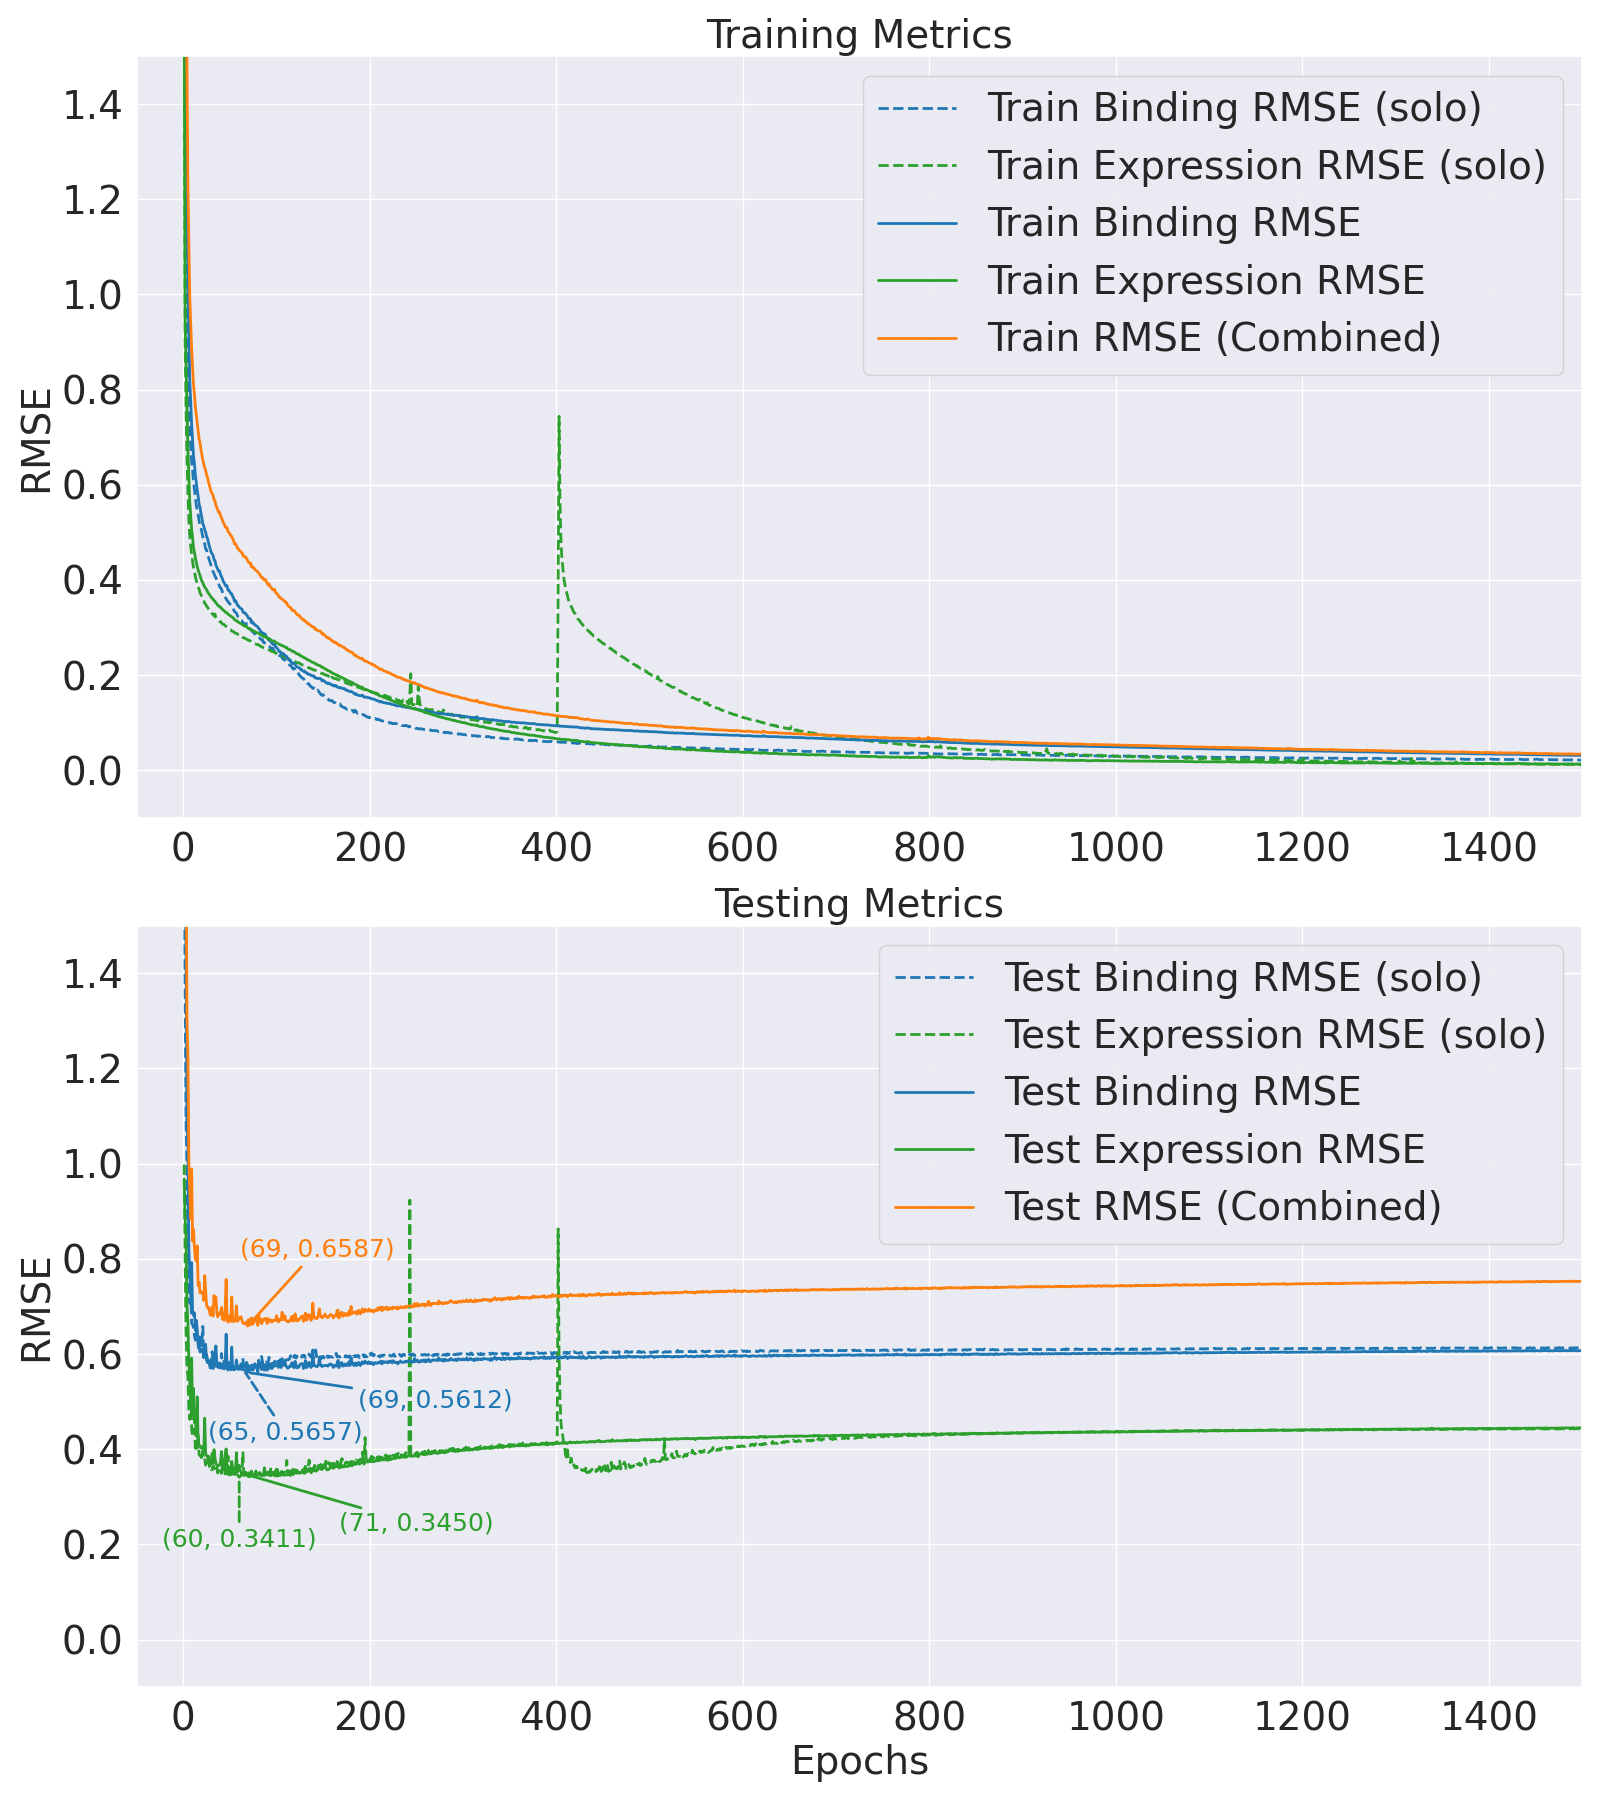 Training Metrics
1.4
1.2
1.0
0.8
0.6
0.4
0.2
0.0
RMSE
Train Binding RMSE (solo)
Train Expression RMSE (solo)
Train Binding RMSE
Train Expression RMSE
Train RMSE (Combined)
0 200 400 600 800 1000 1200 1400
Testing Metrics
1.4
1.2
1.0
0.8
0.6
0.4
0.2
0.0
RMSE
Test Binding RMSE (solo)
Test Expression RMSE (solo)
Test Binding RMSE
Test Expression RMSE
Test RMSE (Combined)
(69, 0.6587)
(69, 0.5612)
(65, 0.5657)
(71, 0.3450)
(60, 0.3411)
0 200 400 600 800 1000 1200 1400
Epochs